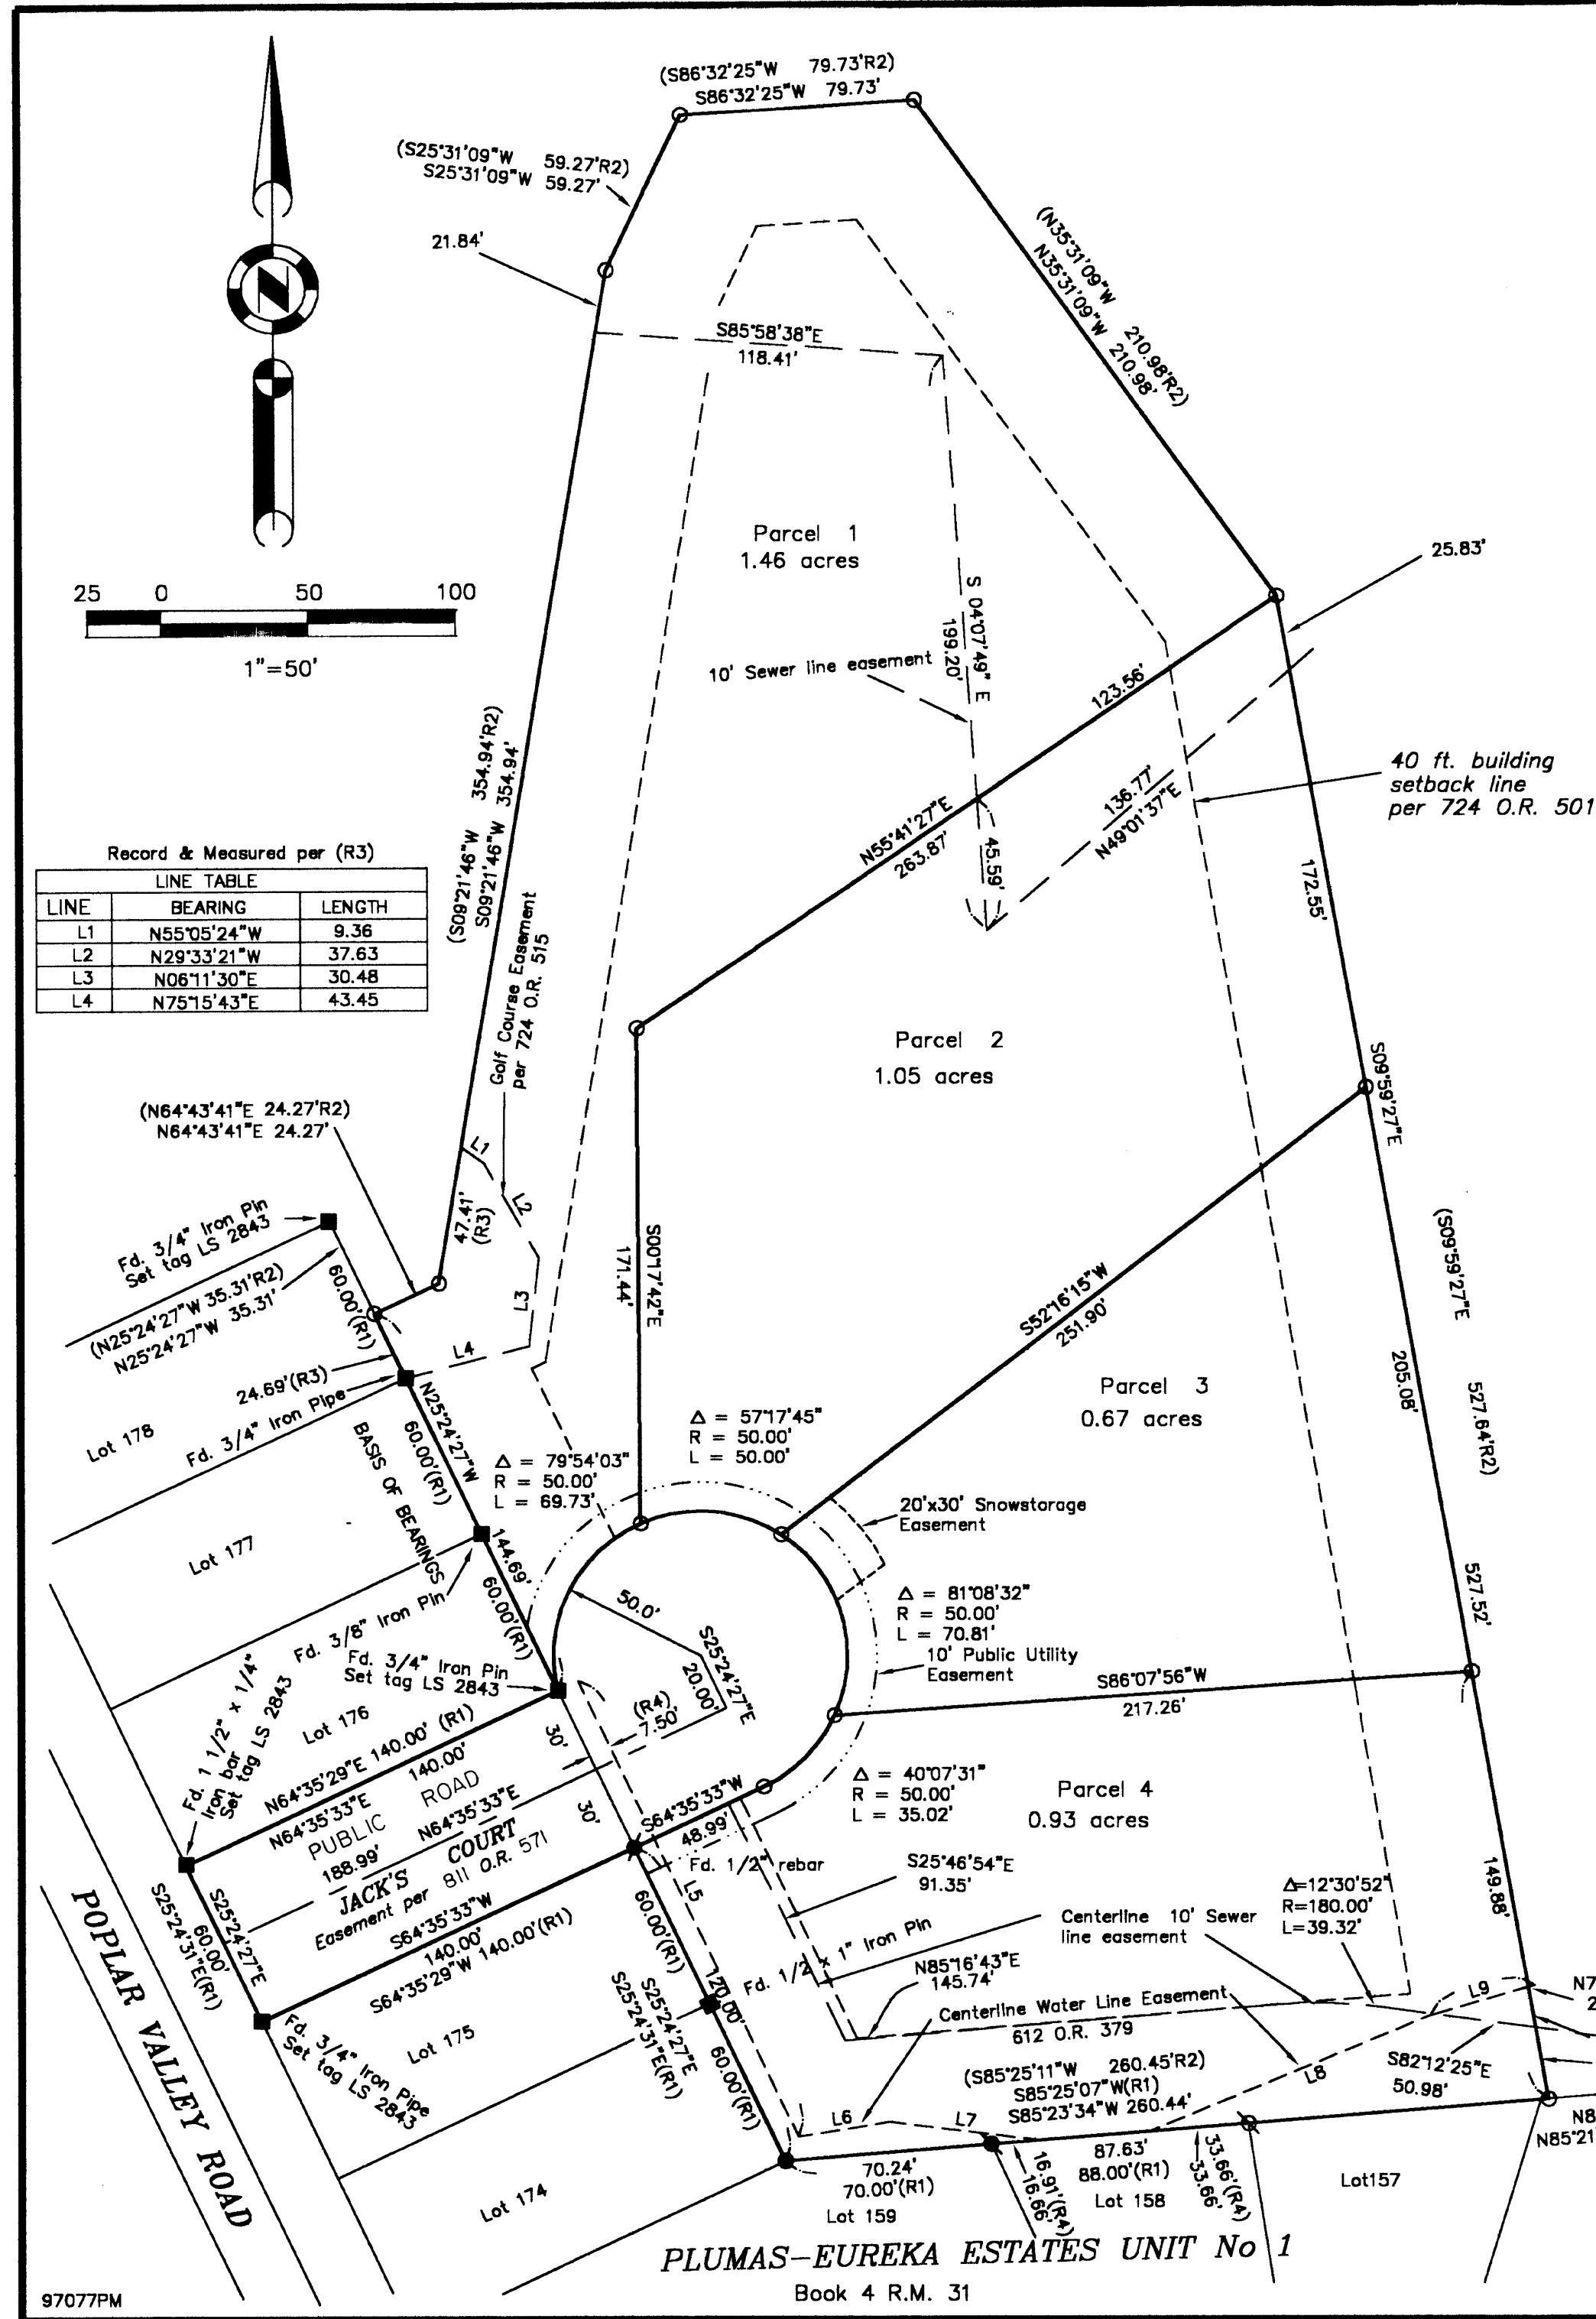 (S86°32'25"W 79.73'R2)
S86°32'25"W 79.73'
(S25°31'09"W 59.27'R2)
S25°31'09"W 59.27'
21.84'
N
(N35°31'09"W 210.98'R2)
N35°31'09"W 210.98'
S85°58'38"E
118.41'
Parcel 1
1.46 acres
25.83'
25 0 50 100
1"=50'
S 04°07'49" E
199.20'
10' Sewer line easement
123.56'
(S09°21'46"W 354.94'R2)
S09°21'46"W 354.94'
40 ft. building
setback line
per 724 O.R. 501
136.77'
N49°01'37"E
N55°41'27"E
263.87'
45.59'
172.55'
Record & Measured per (R3)
LINE TABLE
LINE BEARING LENGTH
L1 N55°05'24"W 9.36
L2 N29°33'21"W 37.63
L3 N06°11'30"E 30.48
L4 N75°15'43"E 43.45
Golf Course Easement
per 724 O.R. 515
Parcel 2
1.05 acres
S09°59'27"E
(N64°43'41"E 24.27'R2)
N64°43'41"E 24.27'
L1
L2
47.41'
(R3)
L3
L4
Fd. 3/4" Iron Pin
Set tag LS 2843
60.00'(R1)
(N25°24'27"W 35.31'R2)
N25°24'27"W 35.31'
S00°17'42"E
171.44'
S52°16'15"W
251.90'
(S09°59'27"E 527.64'R2)
205.08'
24.69'(R3)
Fd. 3/4" Iron Pipe
Lot 178
Parcel 3
0.67 acres
N25°24'27"W
60.00'(R1)
BASIS OF BEARINGS
Δ = 57°17'45"
R = 50.00'
L = 50.00'
Δ = 79°54'03"
R = 50.00'
L = 69.73'
20'x30' Snowstorage
Easement
Lot 177
144.69'
60.00'(R1)
Fd. 3/8" Iron Pin
50.0'
Δ = 81°08'32"
R = 50.00'
L = 70.81'
527.52'
S25°24'27"E
20.00'
10' Public Utility
Easement
Fd. 3/4" Iron Pin
Set tag LS 2843
S86°07'56"W
217.26'
Fd. 1 1/2" x 1/4"
Iron bar
Set tag LS 2843
Lot 176
(R4)
7.50'
30'
30'
N64°35'29"E 140.00' (R1)
140.00'
N64°35'33"E
PUBLIC ROAD
188.99'
N64°35'33"E
JACK'S COURT
Easement per 811 O.R. 571
S64°35'33"W
140.00'
S64°35'29"W 140.00'(R1)
S64°35'33"W
48.99'
Δ = 40°07'31"
R = 50.00'
L = 35.02'
Parcel 4
0.93 acres
Fd. 1/2" rebar
L5
S25°46'54"E
91.35'
149.88'
Δ=12°30'52"
R=180.00'
L=39.32'
Centerline 10' Sewer
line easement
S25°24'27"E
60.00'
S25°24'31"E(R1)
60.00'(R1)
Fd. 1/2 x 1" Iron Pin
N85°16'43"E
145.74'
120.00'
S25°24'27"E
S25°24'31"E(R1)
60.00'(R1)
Centerline Water Line Easement
612 O.R. 379
L9
N7
2
POPLAR VALLEY ROAD
Fd. 3/4" Iron Pipe
Set tag LS 2843
Lot 175
(S85°25'11"W 260.45'R2)
S85°25'07"W(R1)
S85°23'34"W 260.44'
L8
S82°12'25"E
50.98'
L6
L7
N8
N85°21
70.24'
70.00'(R1)
Lot 159
16.91'(R4)
16.66'
87.63'
88.00'(R1)
Lot 158
33.66'(R4)
33.66'
Lot157
Lot 174
PLUMAS-EUREKA ESTATES UNIT No 1
Book 4 R.M. 31
97077PM